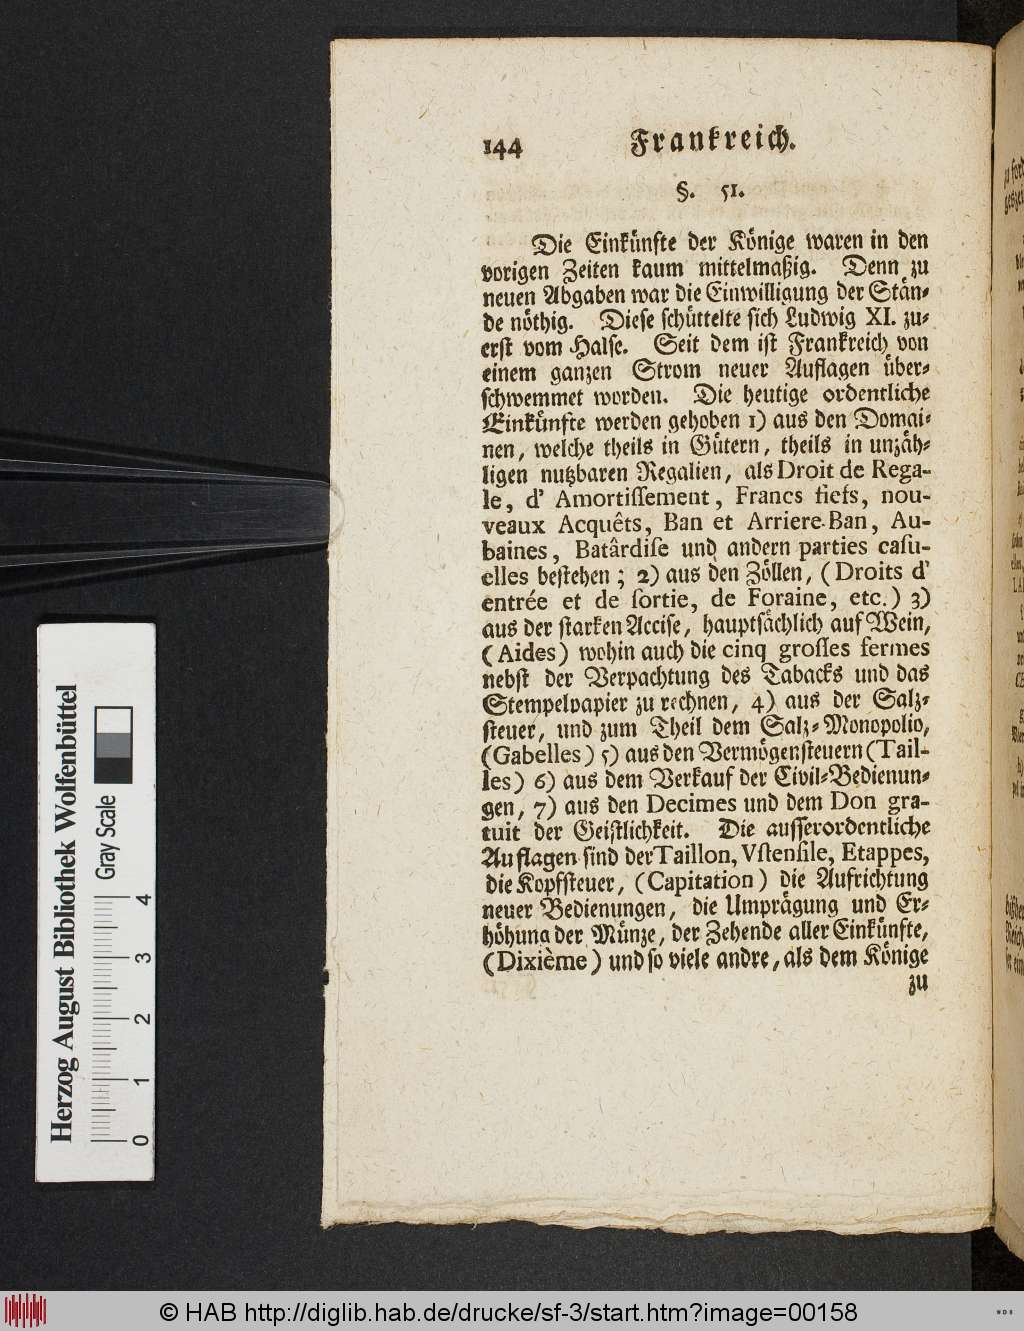 144 Frankreich.
§. 51.
Die Einkünfte der Könige waren in den
vorigen Zeiten kaum mittelmaßig. Denn zu
neuen Abgaben war die Einwilligung der Stän-
de nöthig. Diese schüttelte sich Ludwig XI. zu-
erst vom Halse. Seit dem ist Frankreich von
einem ganzen Strom neuer Auflagen über-
schwemmet worden. Die heutige ordentliche
Einkünfte werden gehoben 1) aus den Domai-
nen, welche theils in Gütern, theils in unzäh-
ligen nutzbaren Regalien, als Droit de Rega-
le, d' Amortiſſement, Francs fiefs, nou-
veaux Acquêts, Ban et Arriere-Ban, Au-
baines, Batârdiſe und andern parties caſu-
elles bestehen; 2) aus den Zöllen, (Droits d'
entrée et de ſortie, de Foraine, etc.) 3)
aus der starken Accise, hauptsächlich auf Wein,
(Aides) wohin auch die cinq groſſes fermes
nebst der Verpachtung des Tabacks und das
Stempelpapier zu rechnen, 4) aus der Salz-
steuer, und zum Theil dem Salz-Monopolio,
(Gabelles) 5) aus den Vermögensteuern (Tail-
les) 6) aus dem Verkauf der Civil-Bedienun-
gen, 7) aus den Decimes und dem Don gra-
tuit der Geistlichkeit. Die ausserordentliche
Auflagen sind der Taillon, Vſtenſile, Etappes,
die Kopfsteuer, (Capitation) die Aufrichtung
neuer Bedienungen, die Umprägung und Er-
höhung der Münze, der Zehende aller Einkünfte,
(Dixième) und so viele andre, als dem Könige
zu
Herzog August Bibliothek Wolfenbüttel
Gray Scale
0 1 2 3 4
© HAB http://diglib.hab.de/drucke/sf-3/start.htm?image=00158